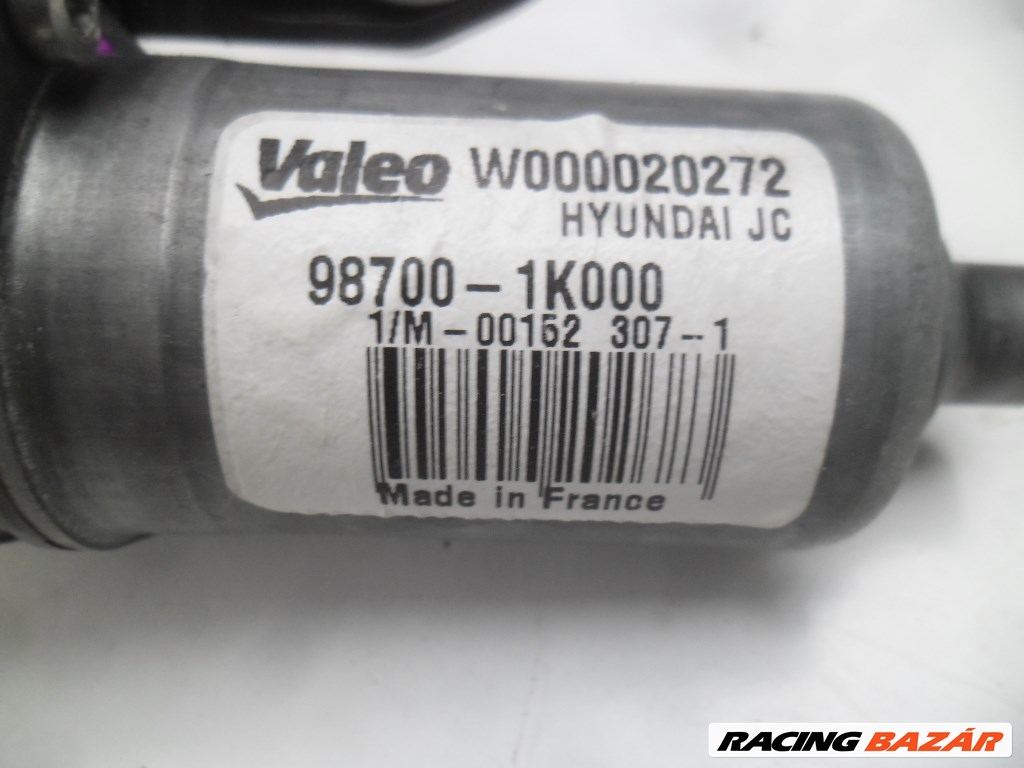 Valeo W000020272
HYUNDAI JC
98700-1K000
1/M-00152 307-1
Made in France
RACING BAZÁR